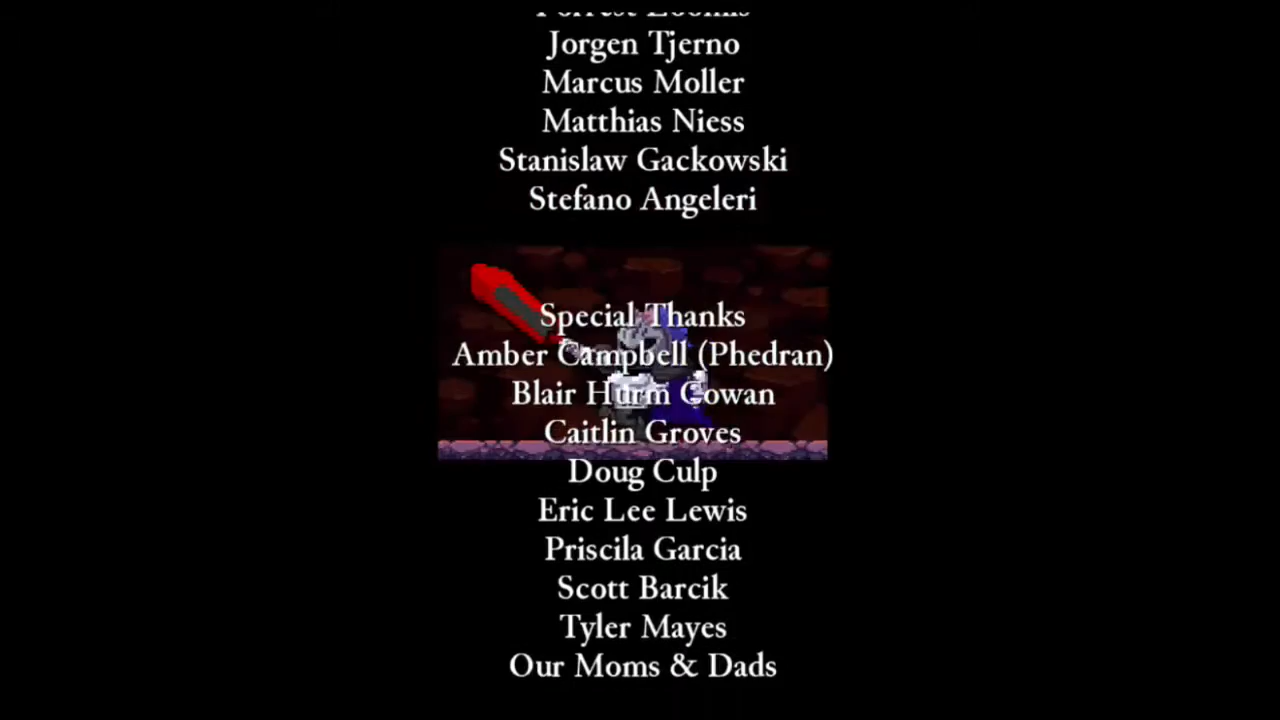 Jorgen Tjerno
Marcus Moller
Matthias Niess
Stanislaw Gackowski
Stefano Angeleri
Special Thanks
Amber Campbell (Phedran)
Blair Hurm Cowan
Caitlin Groves
Doug Culp
Eric Lee Lewis
Priscila Garcia
Scott Barcik
Tyler Mayes
Our Moms & Dads